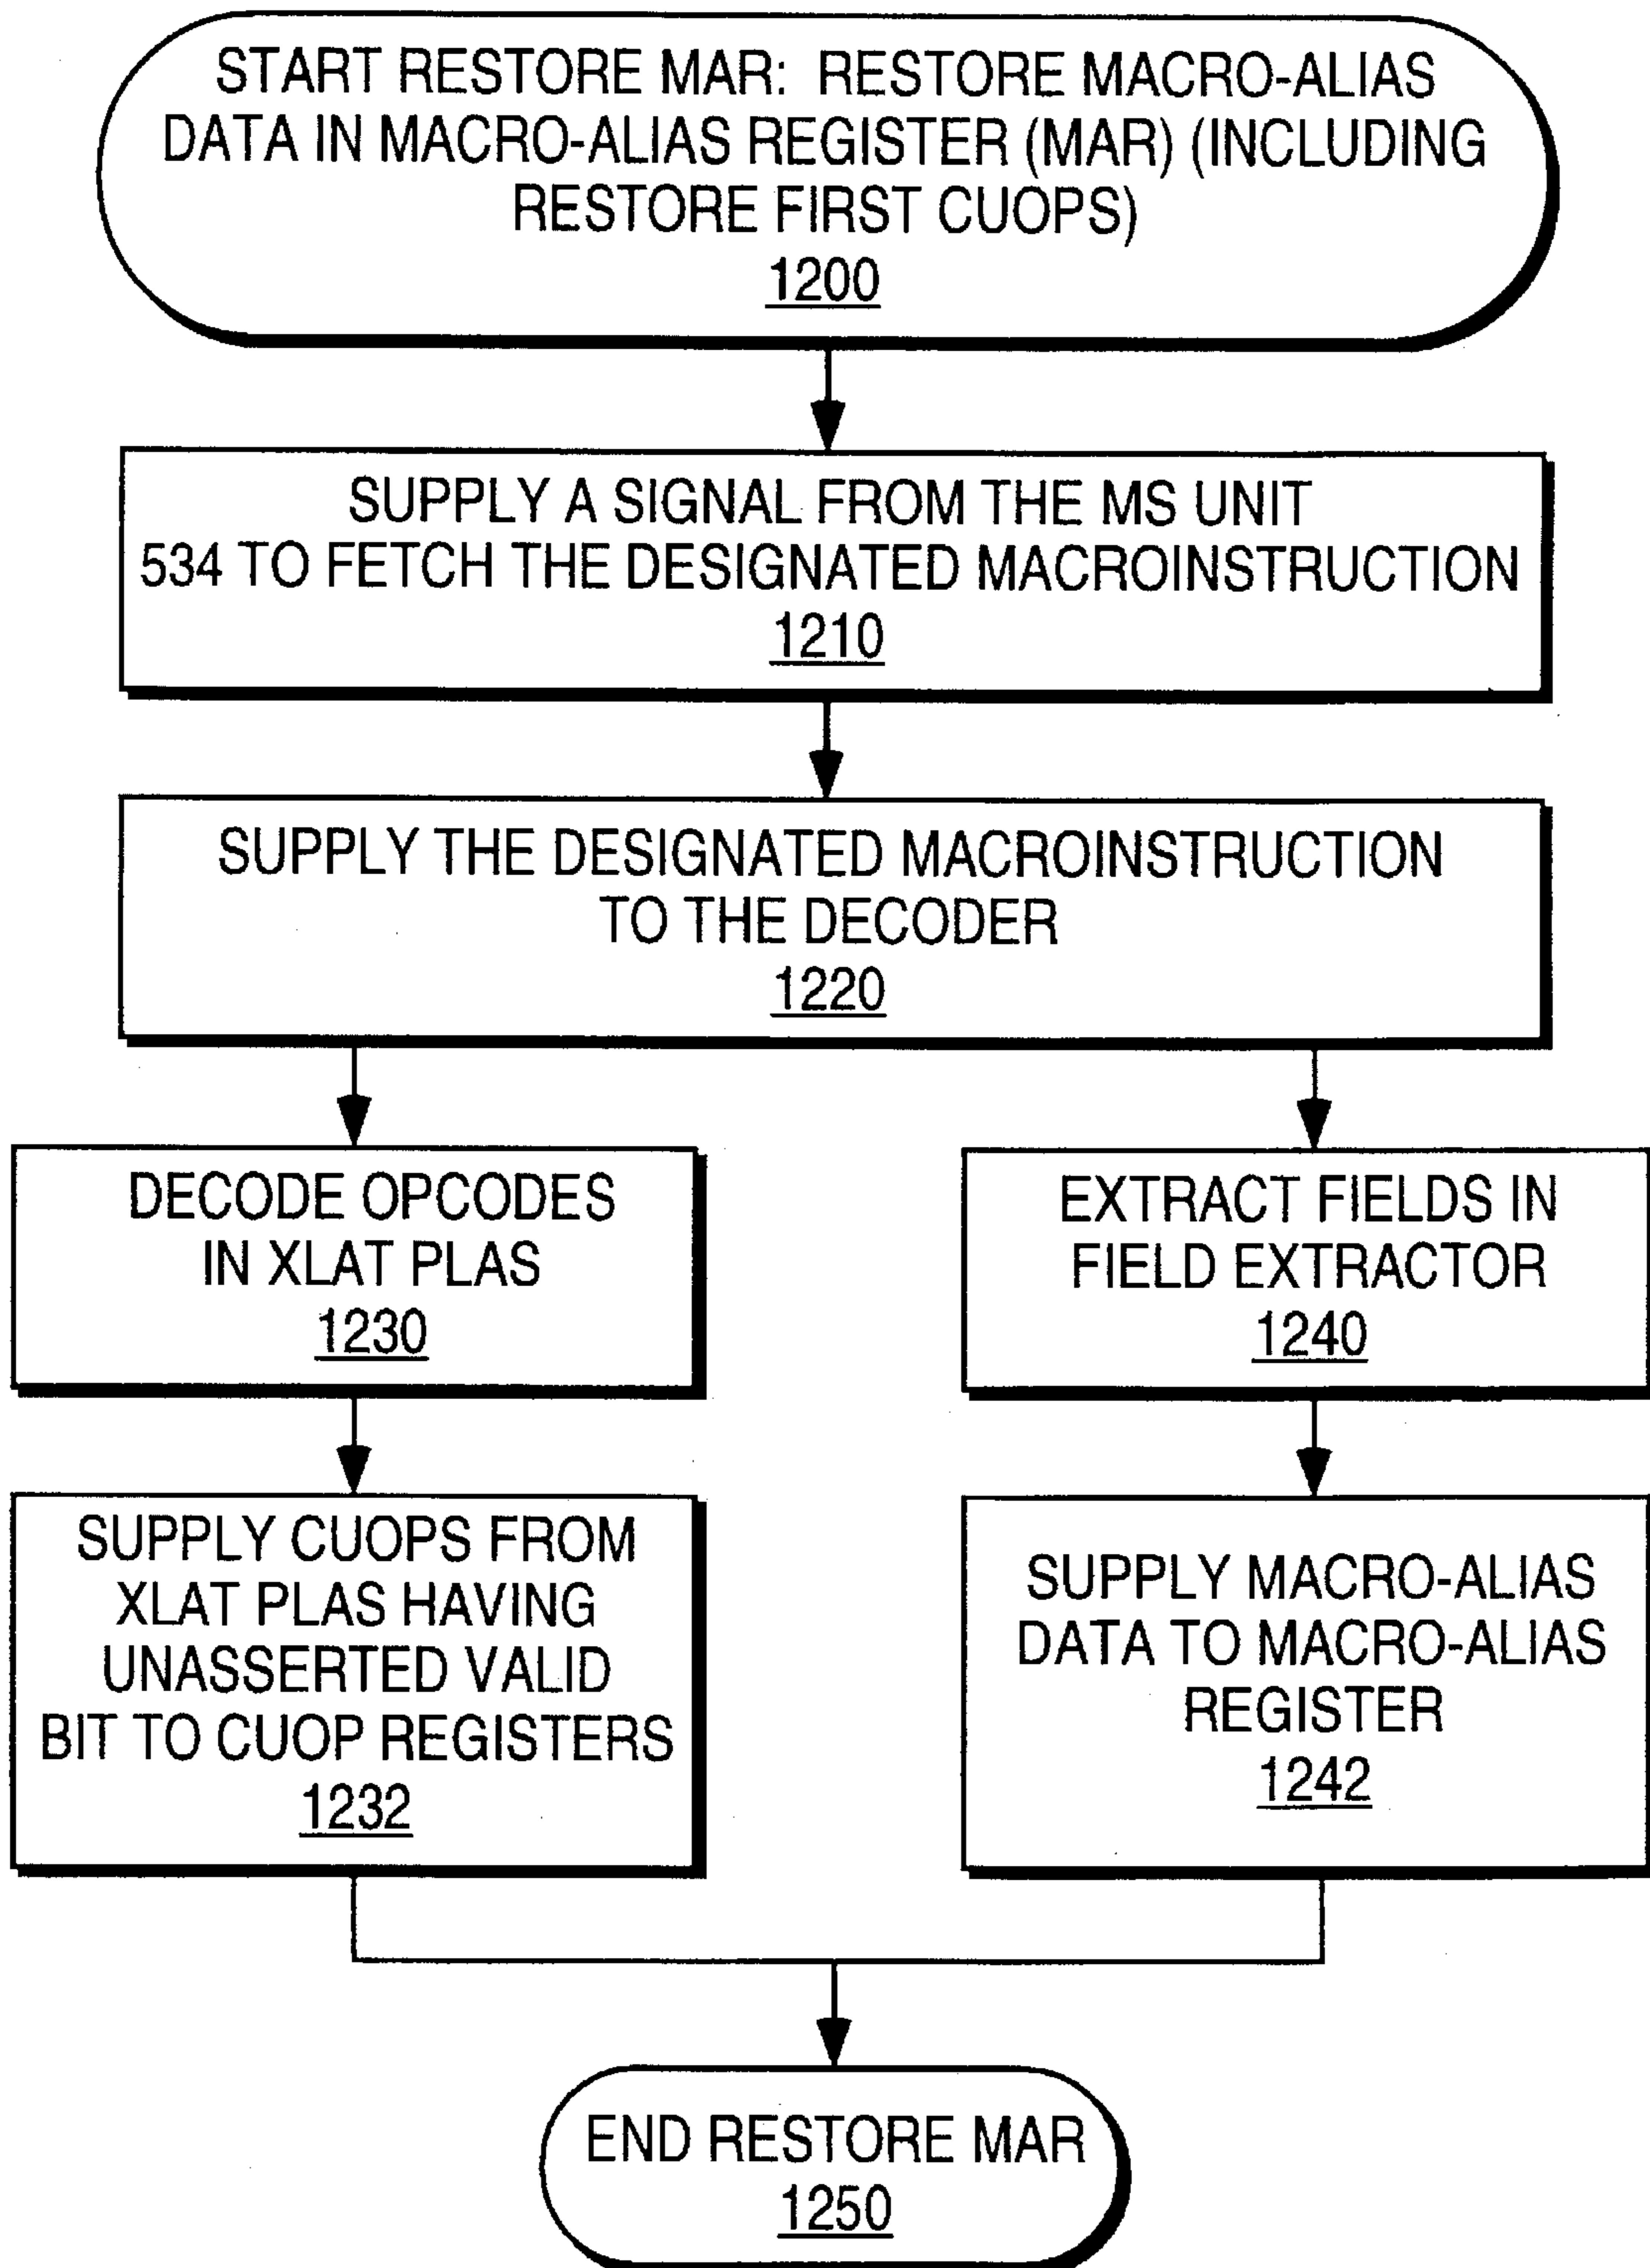 START RESTORE MAR: RESTORE MACRO-ALIAS
DATA IN MACRO-ALIAS REGISTER (MAR) (INCLUDING
RESTORE FIRST CUOPS)
1200
SUPPLY A SIGNAL FROM THE MS UNIT
534 TO FETCH THE DESIGNATED MACROINSTRUCTION
1210
SUPPLY THE DESIGNATED MACROINSTRUCTION
TO THE DECODER
1220
DECODE OPCODES
IN XLAT PLAS
1230
SUPPLY CUOPS FROM
XLAT PLAS HAVING
UNASSERTED VALID
BIT TO CUOP REGISTERS
1232
EXTRACT FIELDS IN
FIELD EXTRACTOR
1240
SUPPLY MACRO-ALIAS
DATA TO MACRO-ALIAS
REGISTER
1242
END RESTORE MAR
1250